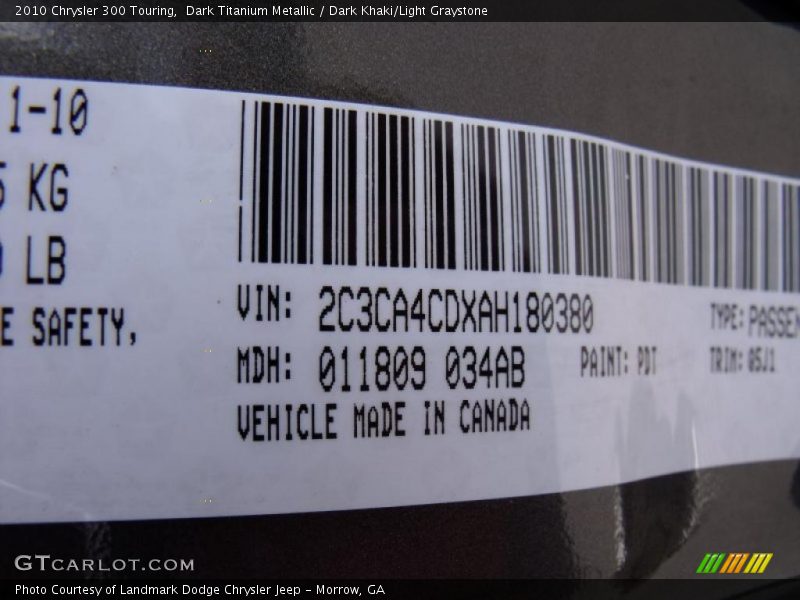 2010 Chrysler 300 Touring, Dark Titanium Metallic / Dark Khaki/Light Graystone
1-10
KG
LB
E SAFETY,
VIN: 2C3CA4CDXAH180380
TYPE: PASSEN
MDH: 011809 034AB
PAINT: PDT
TRIM: 05J1
VEHICLE MADE IN CANADA
GTCARLOT.COM
Photo Courtesy of Landmark Dodge Chrysler Jeep – Morrow, GA